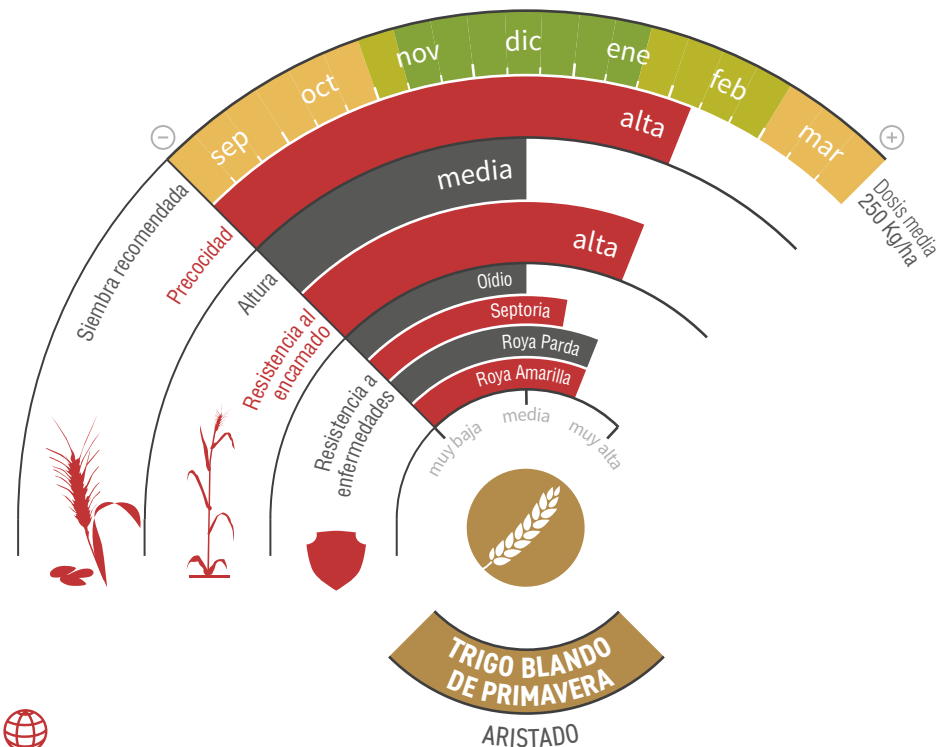 sep
oct
nov
dic
ene
feb
mar
−
+
Dosis media
250 Kg/ha
Siembra recomendada
Precocidad
alta
Altura
media
Resistencia al
encamado
alta
Resistencia a
enfermedades
Oídio
Septoria
Roya Parda
Roya Amarilla
muy baja
media
muy alta
TRIGO BLANDO
DE PRIMAVERA
ARISTADO